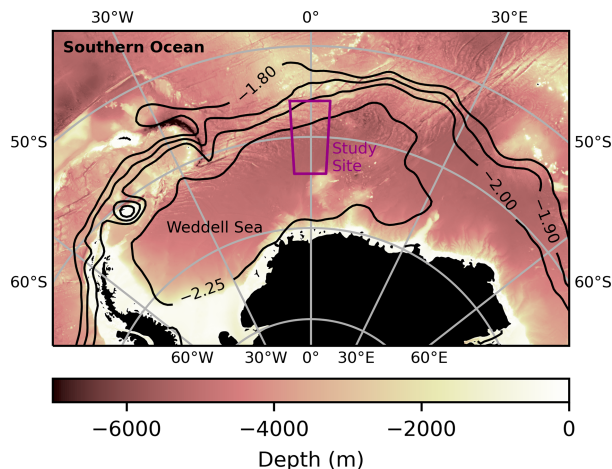 30°W 0° 30°E
Southern Ocean
−1.80
50°S 50°S
Study
Site
−2.00
−1.90
Weddell Sea
60°S 60°S
−2.25
60°W 30°W 0° 30°E 60°E
−6000 −4000 −2000 0
Depth (m)